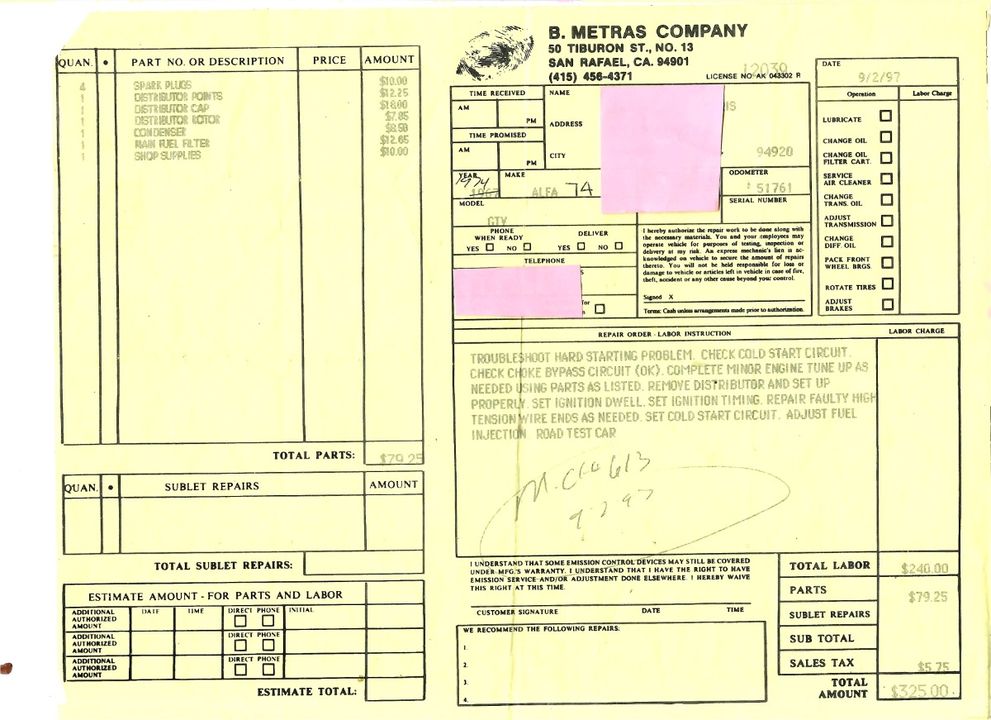 B. METRAS COMPANY
50 TIBURON ST., NO. 13
SAN RAFAEL, CA. 94901
(415) 456-4371
LICENSE NO. AK 043302 R
12039
DATE
9/2/97
QUAN. • PART NO. OR DESCRIPTION PRICE AMOUNT
4 SPARK PLUGS $10.00
1 DISTRIBUTOR POINTS $12.25
1 DISTRIBUTOR CAP $18.00
1 DISTRIBUTOR ROTOR $7.85
1 CONDENSER $8.50
1 MAIN FUEL FILTER $12.65
1 SHOP SUPPLIES $10.00
TOTAL PARTS: $79.25
QUAN. • SUBLET REPAIRS AMOUNT
TOTAL SUBLET REPAIRS:
ESTIMATE AMOUNT - FOR PARTS AND LABOR
ADDITIONAL AUTHORIZED AMOUNT DATE TIME DIRECT PHONE INITIAL
ADDITIONAL AUTHORIZED AMOUNT DIRECT PHONE
ADDITIONAL AUTHORIZED AMOUNT DIRECT PHONE
ESTIMATE TOTAL:
TIME RECEIVED
AM
PM
TIME PROMISED
AM
PM
NAME
IS
ADDRESS
CITY
94920
YEAR
1974
1967
MAKE
ALFA 74
ODOMETER
51761
MODEL
GTV
SERIAL NUMBER
PHONE WHEN READY
YES NO
DELIVER
YES NO
TELEPHONE
I hereby authorize the repair work to be done along with
the necessary materials. You and your employees may
operate vehicle for purposes of testing, inspection or
delivery at my risk. An express mechanic's lien is ac-
knowledged on vehicle to secure the amount of repairs
thereto. You will not be held responsible for loss or
damage to vehicle or articles left in vehicle in case of fire,
theft, accident or any other cause beyond your control.
Signed X
Terms: Cash unless arrangements made prior to authorization.
Operation Labor Charge
LUBRICATE
CHANGE OIL
CHANGE OIL FILTER CART.
SERVICE AIR CLEANER
CHANGE TRANS. OIL
ADJUST TRANSMISSION
CHANGE DIFF OIL
PACK FRONT WHEEL BRGS.
ROTATE TIRES
ADJUST BRAKES
REPAIR ORDER - LABOR INSTRUCTION LABOR CHARGE
TROUBLESHOOT HARD STARTING PROBLEM. CHECK COLD START CIRCUIT.
CHECK CHOKE BYPASS CIRCUIT (OK). COMPLETE MINOR ENGINE TUNE UP AS
NEEDED USING PARTS AS LISTED. REMOVE DISTRIBUTOR AND SET UP
PROPERLY. SET IGNITION DWELL. SET IGNITION TIMING. REPAIR FAULTY HIGH
TENSION WIRE ENDS AS NEEDED. SET COLD START CIRCUIT. ADJUST FUEL
INJECTION ROAD TEST CAR
I UNDERSTAND THAT SOME EMISSION CONTROL DEVICES MAY STILL BE COVERED
UNDER MFG.'S WARRANTY. I UNDERSTAND THAT I HAVE THE RIGHT TO HAVE
EMISSION SERVICE AND/OR ADJUSTMENT DONE ELSEWHERE. I HEREBY WAIVE
THIS RIGHT AT THIS TIME.
CUSTOMER SIGNATURE DATE TIME
WE RECOMMEND THE FOLLOWING REPAIRS:
1.
2.
3.
4.
TOTAL LABOR $240.00
PARTS $79.25
SUBLET REPAIRS
SUB TOTAL
SALES TAX $5.75
TOTAL AMOUNT $325.00